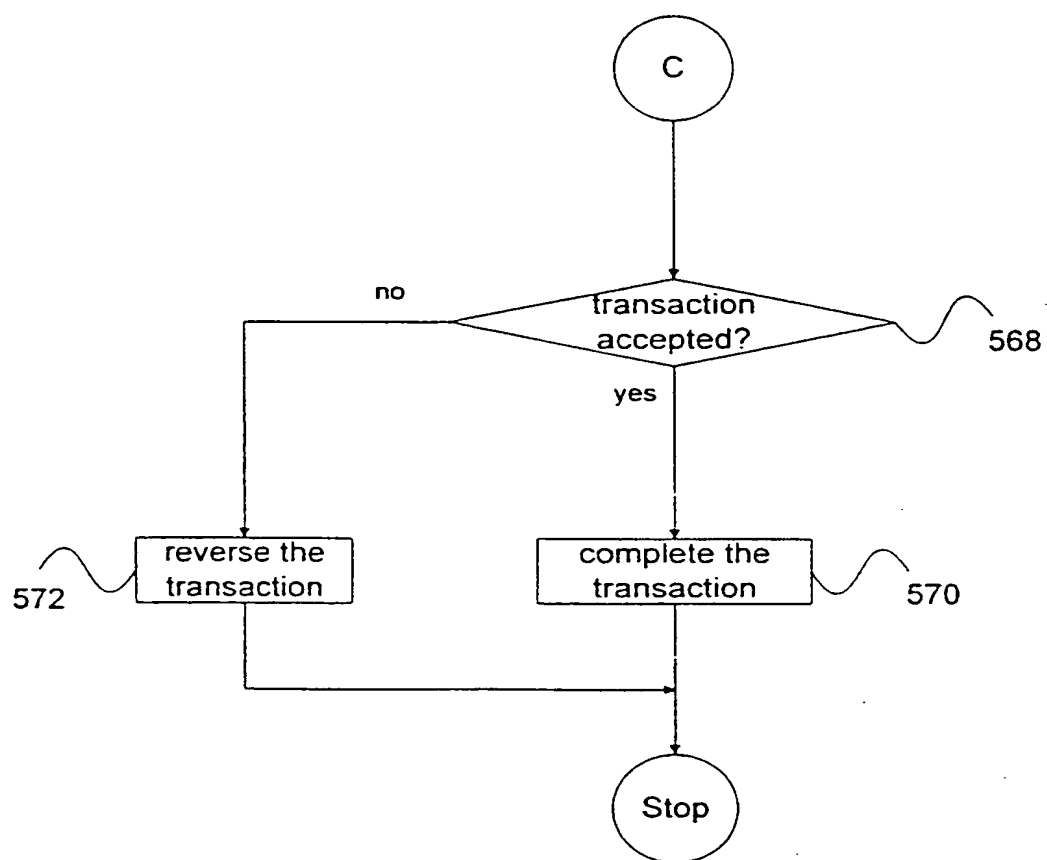 C
no
transaction
accepted?
568
yes
reverse the
transaction
572
complete the
transaction
570
Stop